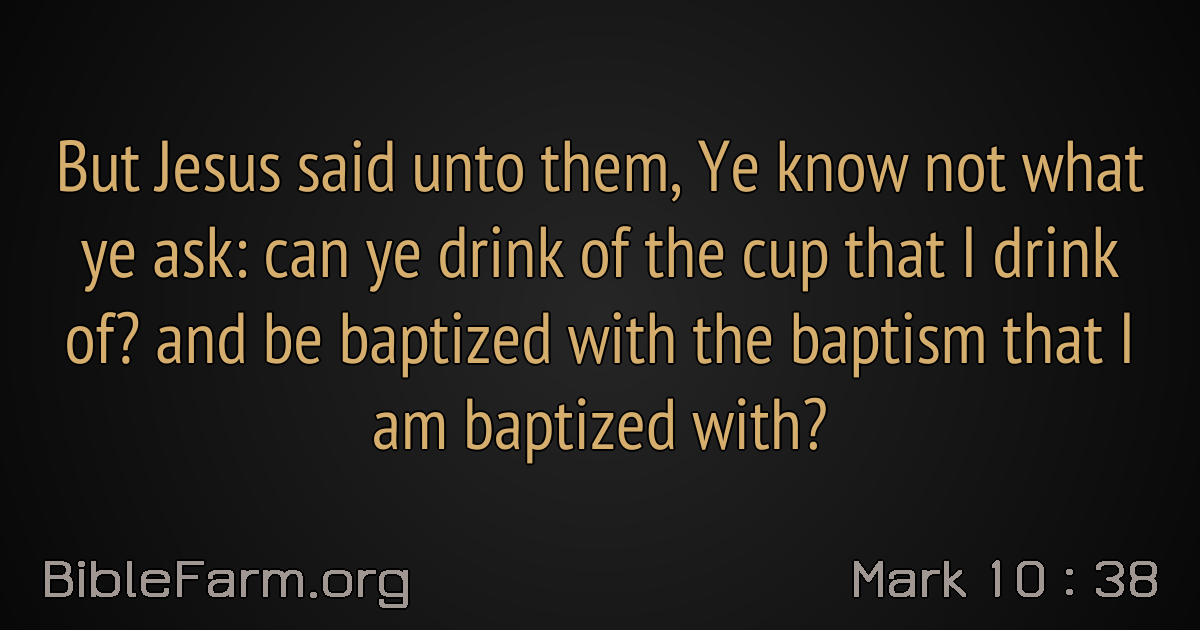 But Jesus said unto them, Ye know not what
ye ask: can ye drink of the cup that I drink
of? and be baptized with the baptism that I
am baptized with?
BibleFarm.org
Mark 10 : 38